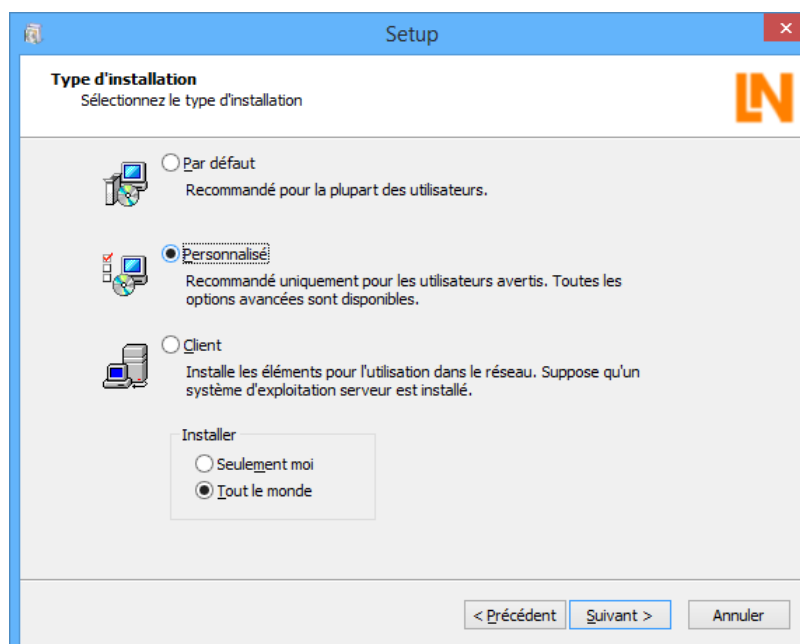 Setup
Type d'installation
Sélectionnez le type d'installation
LN
Par défaut
Recommandé pour la plupart des utilisateurs.
Personnalisé
Recommandé uniquement pour les utilisateurs avertis. Toutes les
options avancées sont disponibles.
Client
Installe les éléments pour l'utilisation dans le réseau. Suppose qu'un
système d'exploitation serveur est installé.
Installer
Seulement moi
Tout le monde
< Précédent
Suivant >
Annuler